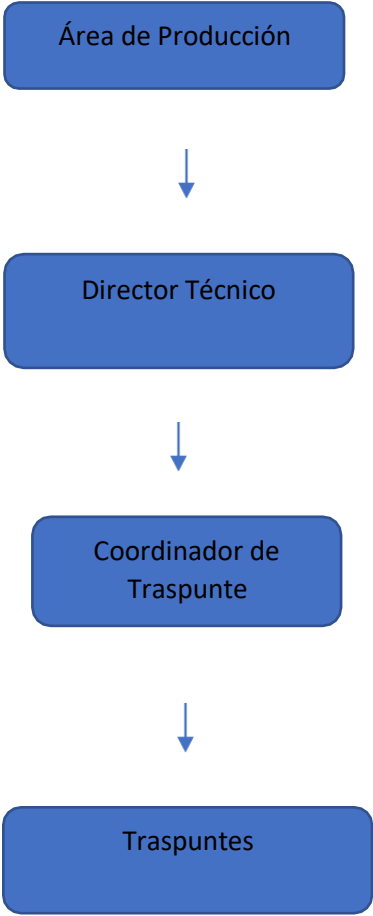 Área de Producción
Director Técnico
Coordinador de
Traspunte
Traspuntes